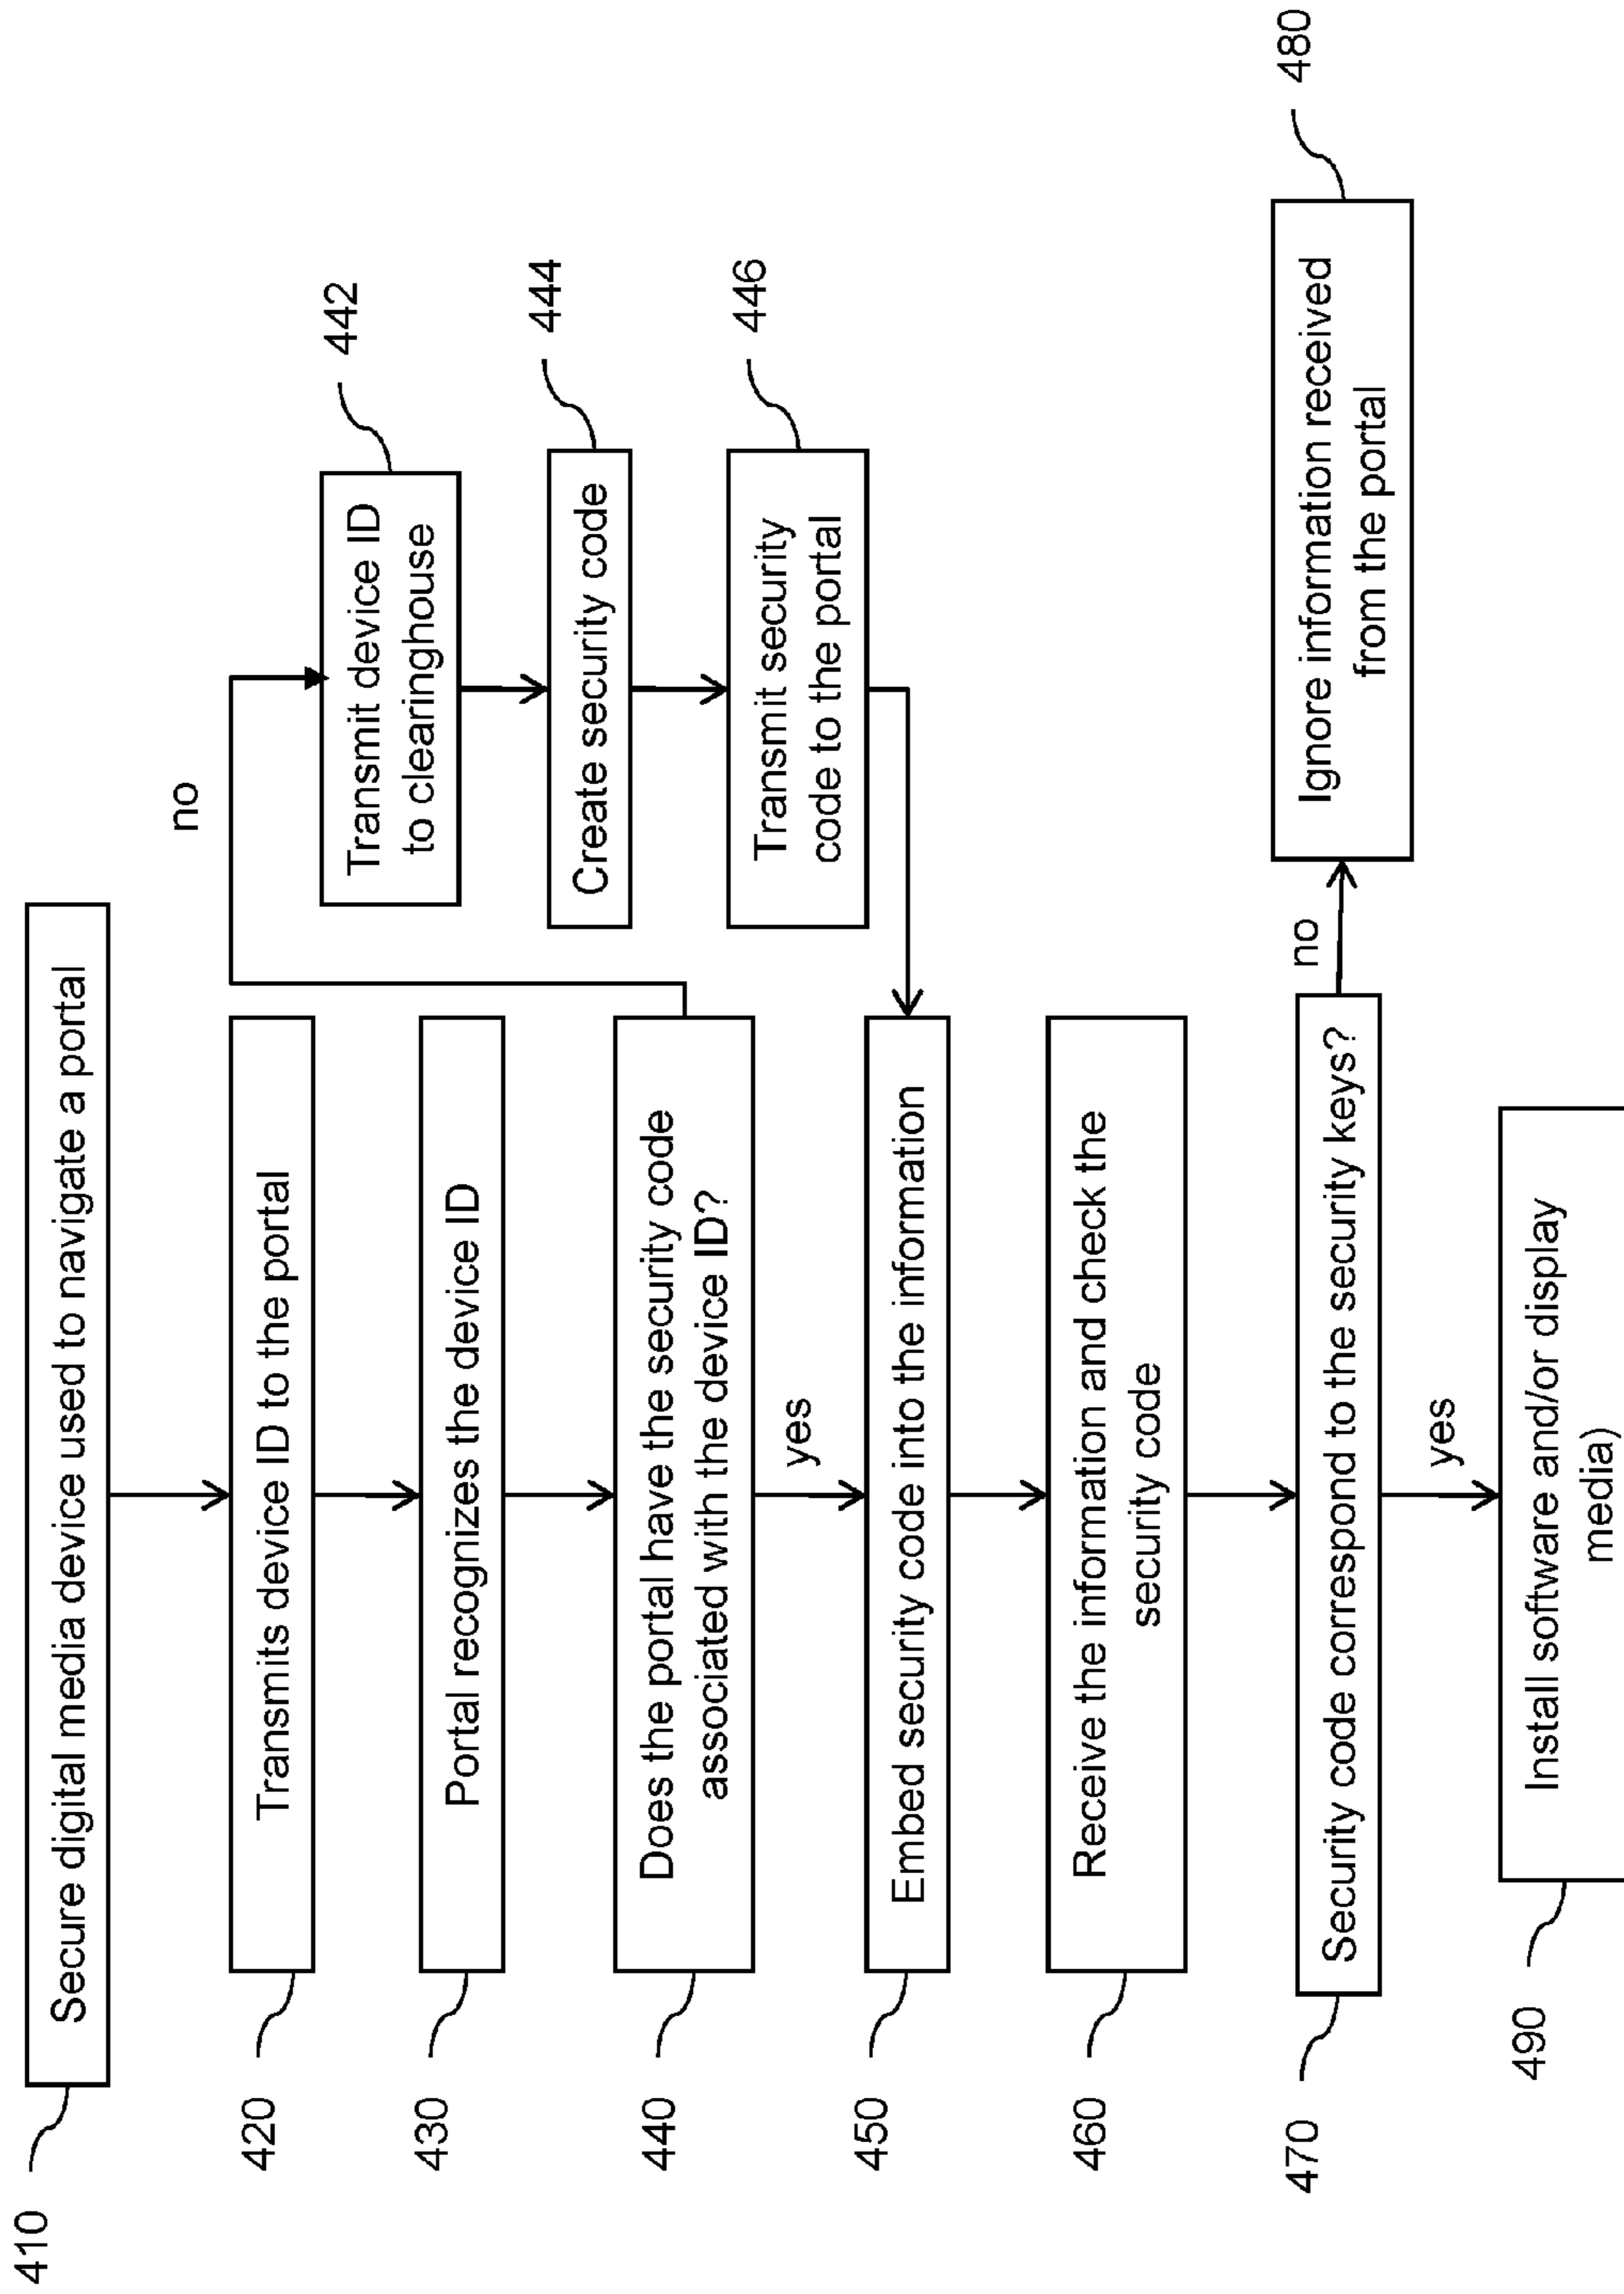 410
Secure digital media device used to navigate a portal
420
Transmits device ID to the portal
430
Portal recognizes the device ID
440
Does the portal have the security code
associated with the device ID?
no
442
Transmit device ID
to clearinghouse
444
Create security code
446
Transmit security
code to the portal
yes
450
Embed security code into the information
460
Receive the information and check the
security code
470
Security code correspond to the security keys?
no
480
Ignore information received
from the portal
yes
490
Install software and/or display
media)